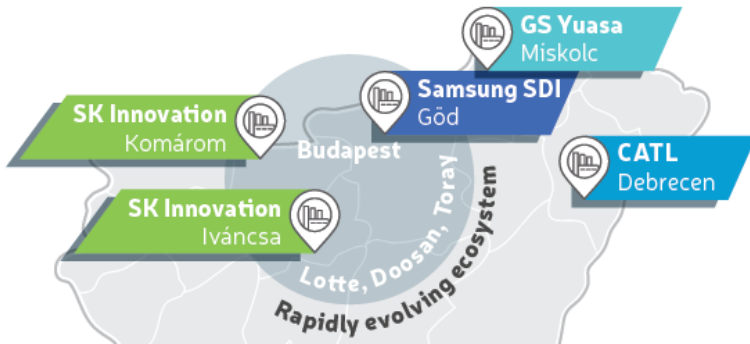 GS Yuasa
Miskolc
Samsung SDI
Göd
SK Innovation
Komárom
Budapest
CATL
Debrecen
SK Innovation
Iváncsa
Lotte, Doosan, Toray
Rapidly evolving ecosystem